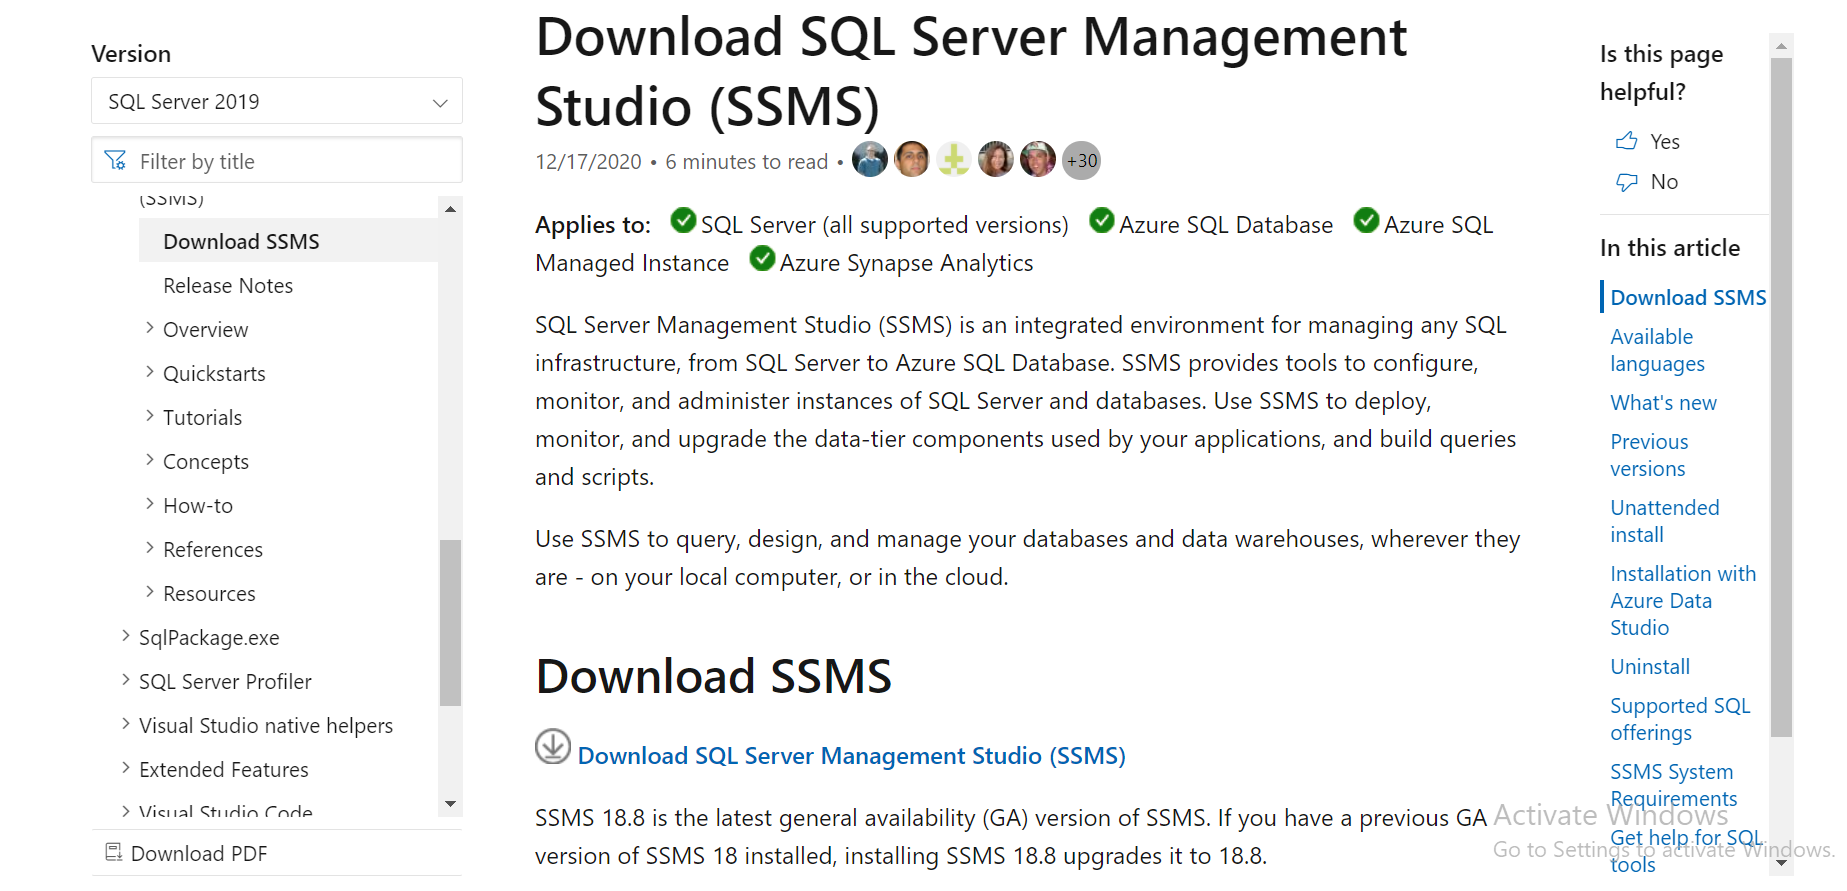 Version
SQL Server 2019
Filter by title
(SSMS)
Download SSMS
Release Notes
Overview
Quickstarts
Tutorials
Concepts
How-to
References
Resources
SqlPackage.exe
SQL Server Profiler
Visual Studio native helpers
Extended Features
Visual Studio Code
Download PDF
Download SQL Server Management
Studio (SSMS)
12/17/2020 • 6 minutes to read • +30
Applies to: SQL Server (all supported versions) Azure SQL Database Azure SQL
Managed Instance Azure Synapse Analytics
SQL Server Management Studio (SSMS) is an integrated environment for managing any SQL
infrastructure, from SQL Server to Azure SQL Database. SSMS provides tools to configure,
monitor, and administer instances of SQL Server and databases. Use SSMS to deploy,
monitor, and upgrade the data-tier components used by your applications, and build queries
and scripts.
Use SSMS to query, design, and manage your databases and data warehouses, wherever they
are - on your local computer, or in the cloud.
Download SSMS
Download SQL Server Management Studio (SSMS)
SSMS 18.8 is the latest general availability (GA) version of SSMS. If you have a previous GA
version of SSMS 18 installed, installing SSMS 18.8 upgrades it to 18.8.
Is this page
helpful?
Yes
No
In this article
Download SSMS
Available
languages
What's new
Previous
versions
Unattended
install
Installation with
Azure Data
Studio
Uninstall
Supported SQL
offerings
SSMS System
Requirements
Get help for SQL
tools
Activate Windows
Go to Settings to activate Windows.